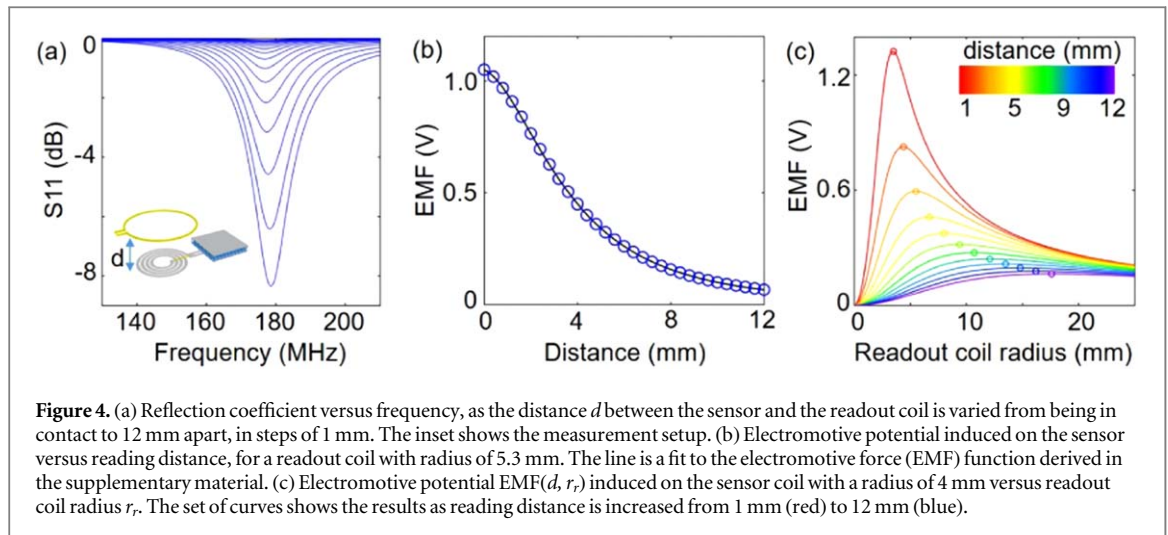 (a)
0
-4
-8
S11 (dB)
d
140 160 180 200
Frequency (MHz)
(b)
1.0
0.5
0
EMF (V)
0 4 8 12
Distance (mm)
(c)
distance (mm)
1 5 9 12
1.2
0.6
0
EMF (V)
0 10 20
Readout coil radius (mm)
Figure 4. (a) Reflection coefficient versus frequency, as the distance d between the sensor and the readout coil is varied from being in
contact to 12 mm apart, in steps of 1 mm. The inset shows the measurement setup. (b) Electromotive potential induced on the sensor
versus reading distance, for a readout coil with radius of 5.3 mm. The line is a fit to the electromotive force (EMF) function derived in
the supplementary material. (c) Electromotive potential EMF(d, rr) induced on the sensor coil with a radius of 4 mm versus readout
coil radius rr. The set of curves shows the results as reading distance is increased from 1 mm (red) to 12 mm (blue).